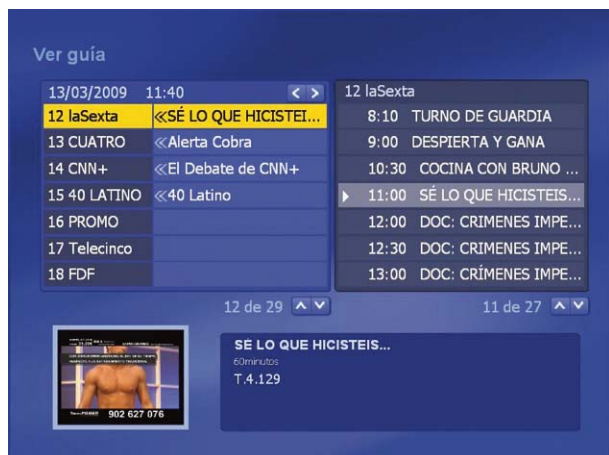 Ver guía
13/03/2009 11:40
12 laSexta «SÉ LO QUE HICISTEI...
13 CUATRO «Alerta Cobra
14 CNN+ «El Debate de CNN+
15 40 LATINO «40 Latino
16 PROMO
17 Telecinco
18 FDF
12 de 29
12 laSexta
8:10 TURNO DE GUARDIA
9:00 DESPIERTA Y GANA
10:30 COCINA CON BRUNO ...
11:00 SÉ LO QUE HICISTEIS...
12:00 DOC: CRIMENES IMPE...
12:30 DOC: CRIMENES IMPE...
13:00 DOC: CRÍMENES IMPE...
11 de 27
902 627 076
SÉ LO QUE HICISTEIS...
60minutos
T.4.129